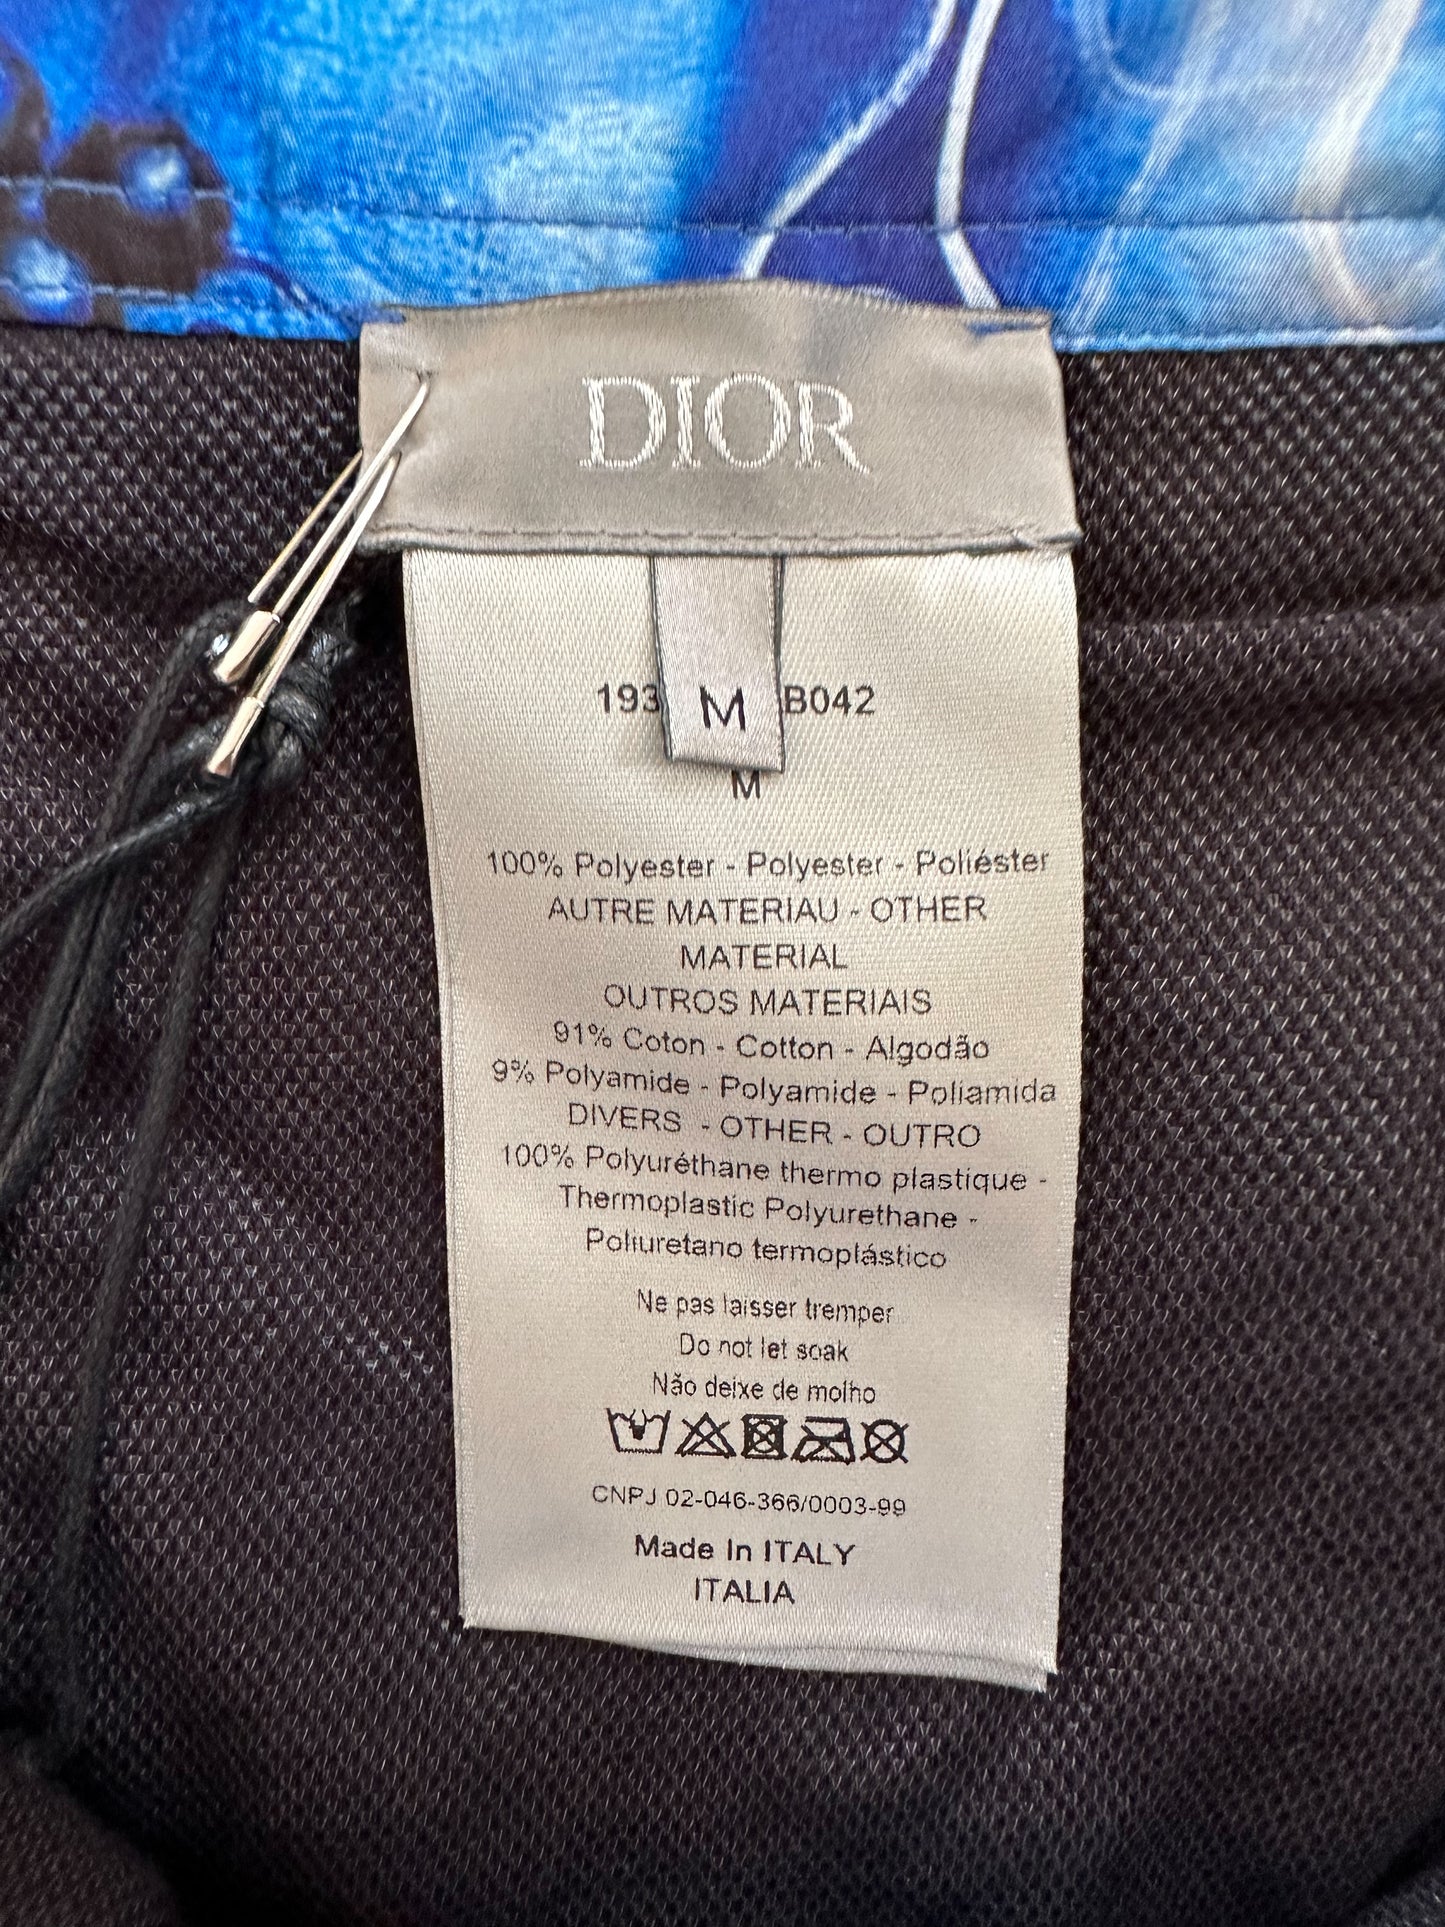 DIOR
193
M
B042
M
100% Polyester - Polyester - Poliéster
AUTRE MATERIAU - OTHER
MATERIAL
OUTROS MATERIAIS
91% Coton - Cotton - Algodão
9% Polyamide - Polyamide - Poliamida
DIVERS - OTHER - OUTRO
100% Polyuréthane thermo plastique -
Thermoplastic Polyurethane -
Poliuretano termoplástico
Ne pas laisser tremper
Do not let soak
Não deixe de molho
CNPJ 02-046-366/0003-99
Made In ITALY
ITALIA